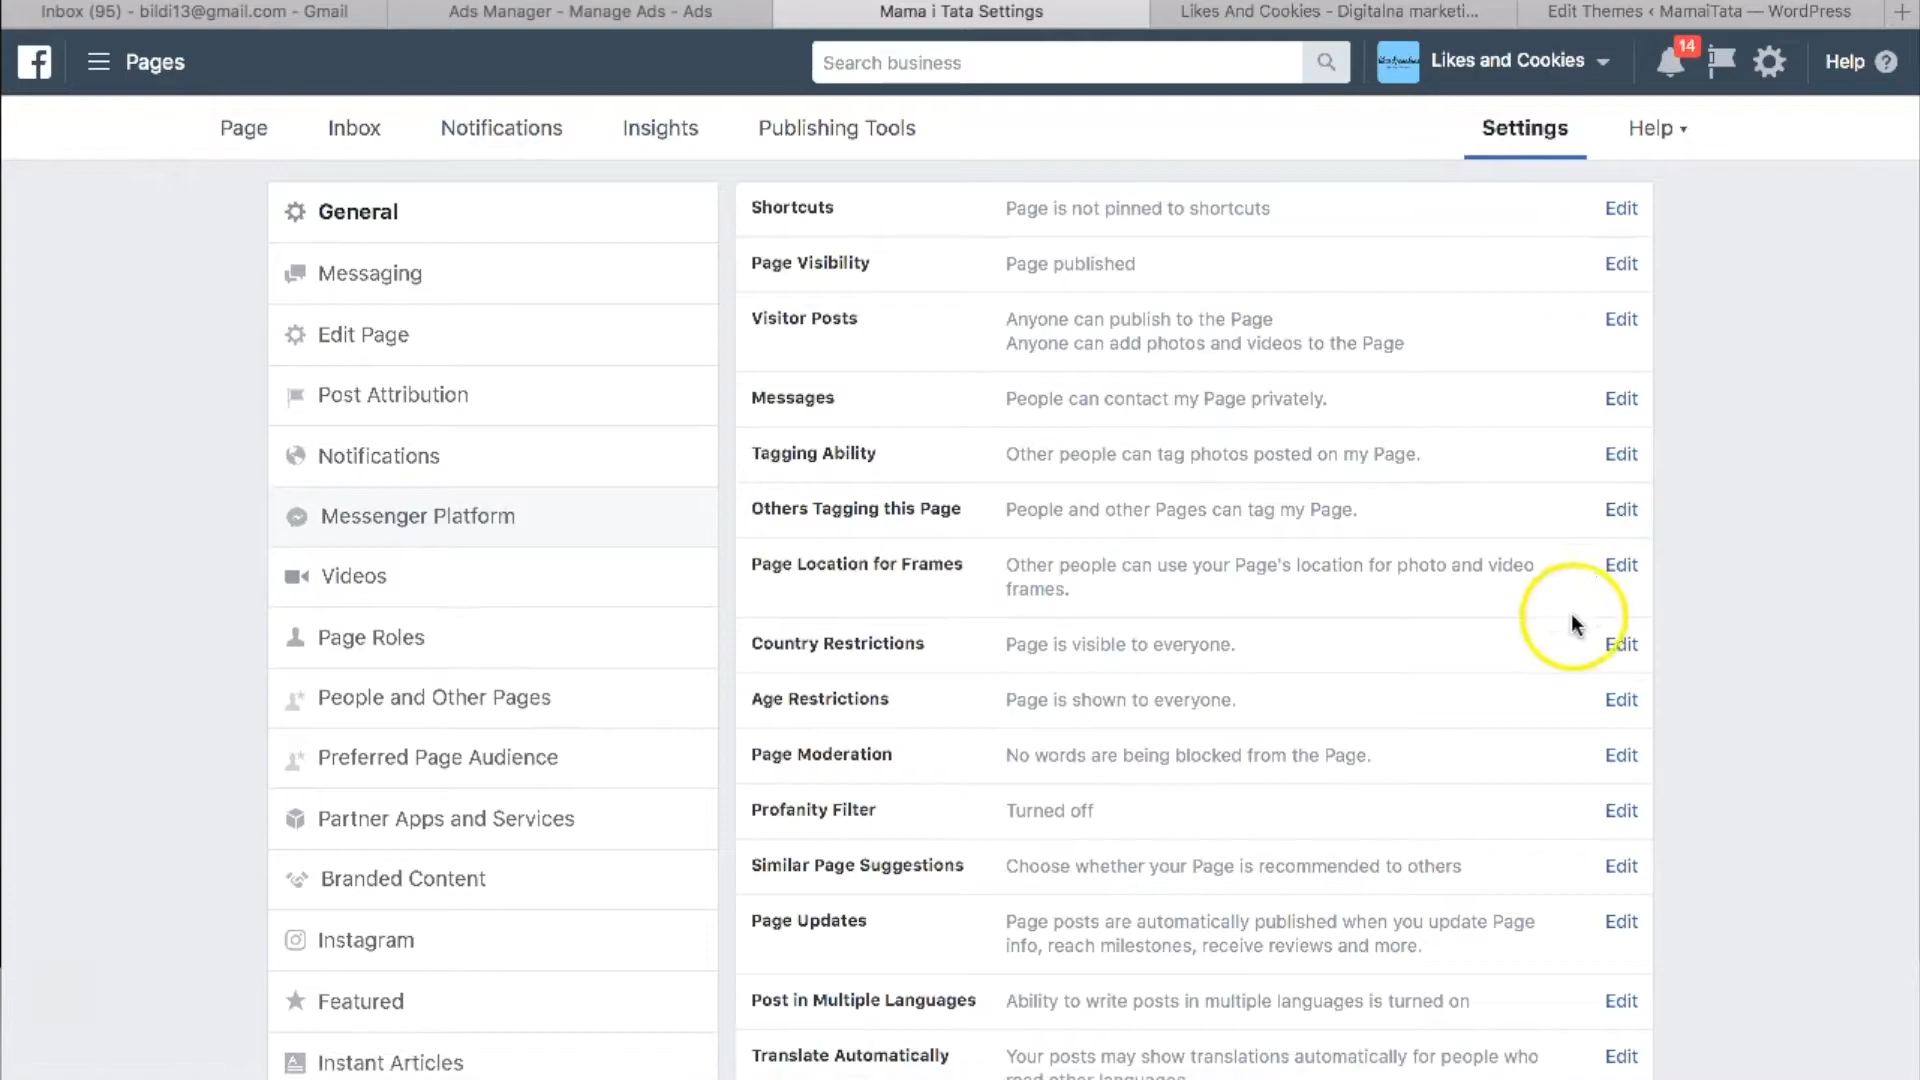 Inbox (95) - bildi13@gmail.com - Gmail
Ads Manager - Manage Ads - Ads
Mama i Tata Settings
Likes And Cookies - Digitalna marketi...
Edit Themes ‹ MamaiTata — WordPress
Pages
Search business
Likes and Cookies
14
Help
Page
Inbox
Notifications
Insights
Publishing Tools
Settings
Help
General
Messaging
Edit Page
Post Attribution
Notifications
Messenger Platform
Videos
Page Roles
People and Other Pages
Preferred Page Audience
Partner Apps and Services
Branded Content
Instagram
Featured
Instant Articles
Shortcuts Page is not pinned to shortcuts Edit
Page Visibility Page published Edit
Visitor Posts Anyone can publish to the Page Edit
Anyone can add photos and videos to the Page
Messages People can contact my Page privately. Edit
Tagging Ability Other people can tag photos posted on my Page. Edit
Others Tagging this Page People and other Pages can tag my Page. Edit
Page Location for Frames Other people can use your Page's location for photo and video Edit
frames.
Country Restrictions Page is visible to everyone. Edit
Age Restrictions Page is shown to everyone. Edit
Page Moderation No words are being blocked from the Page. Edit
Profanity Filter Turned off Edit
Similar Page Suggestions Choose whether your Page is recommended to others Edit
Page Updates Page posts are automatically published when you update Page Edit
info, reach milestones, receive reviews and more.
Post in Multiple Languages Ability to write posts in multiple languages is turned on Edit
Translate Automatically Your posts may show translations automatically for people who Edit
read other languages.